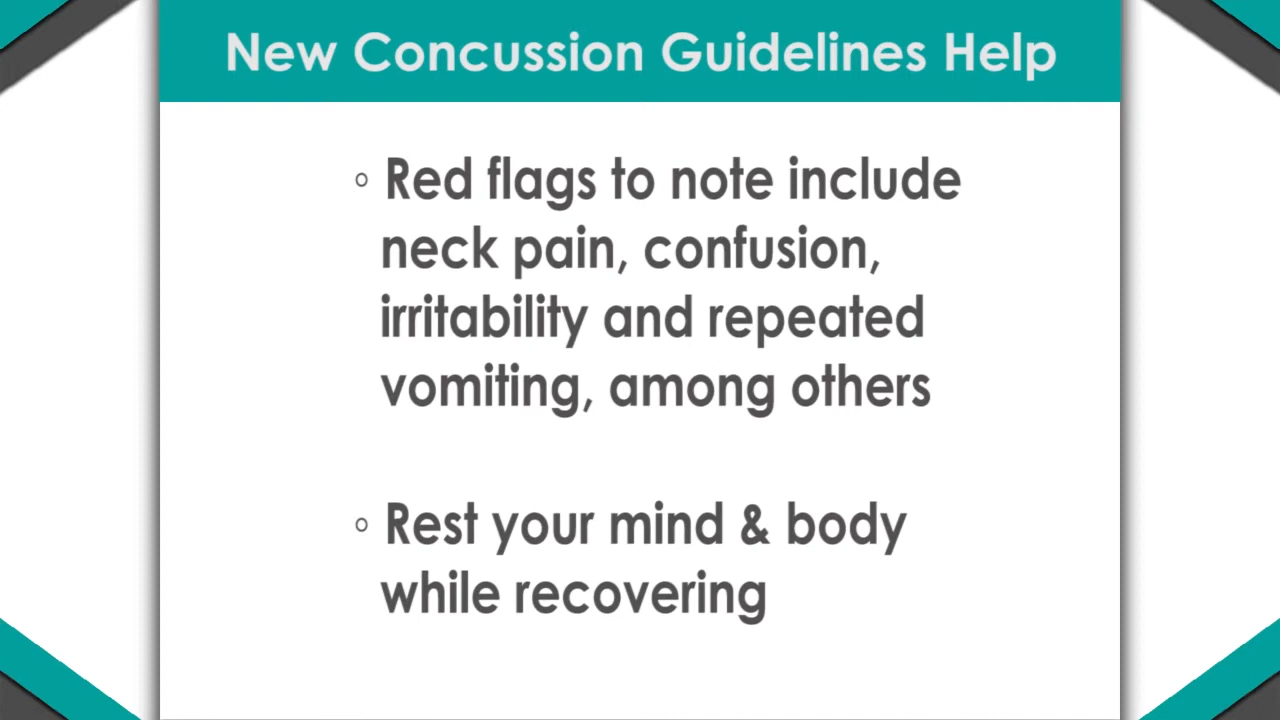 New Concussion Guidelines Help
◦ Red flags to note include
neck pain, confusion,
irritability and repeated
vomiting, among others
◦ Rest your mind & body
while recovering